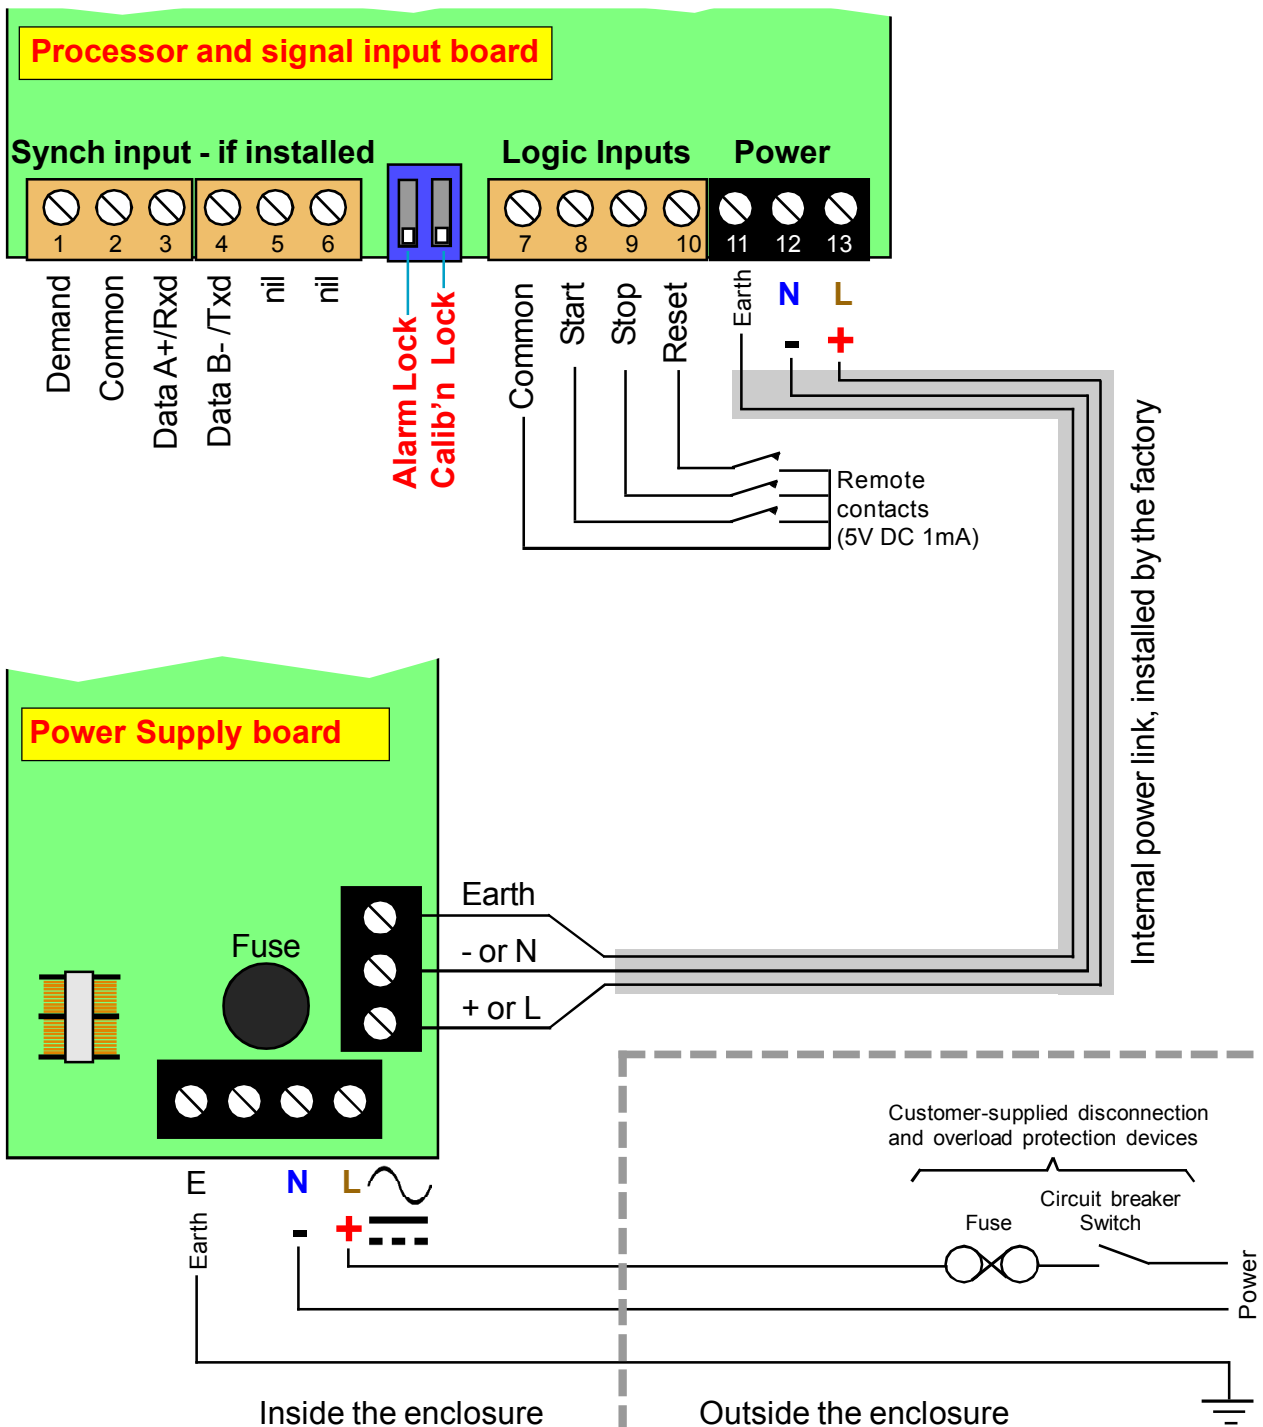 Processor and signal input board
Synch input - if installed
Logic Inputs
Power
1 2 3 4 5 6
7 8 9 10 11 12 13
Demand
Common
Data A+/Rxd
Data B- /Txd
nil
nil
Alarm Lock
Calib’n Lock
Common
Start
Stop
Reset
Earth
N
L
-
+
Remote
contacts
(5V DC 1mA)
Internal power link, installed by the factory
Power Supply board
Fuse
Earth
- or N
+ or L
E
N
L
Earth
-
+
Customer-supplied disconnection
and overload protection devices
Fuse
Circuit breaker
Switch
Power
Inside the enclosure
Outside the enclosure